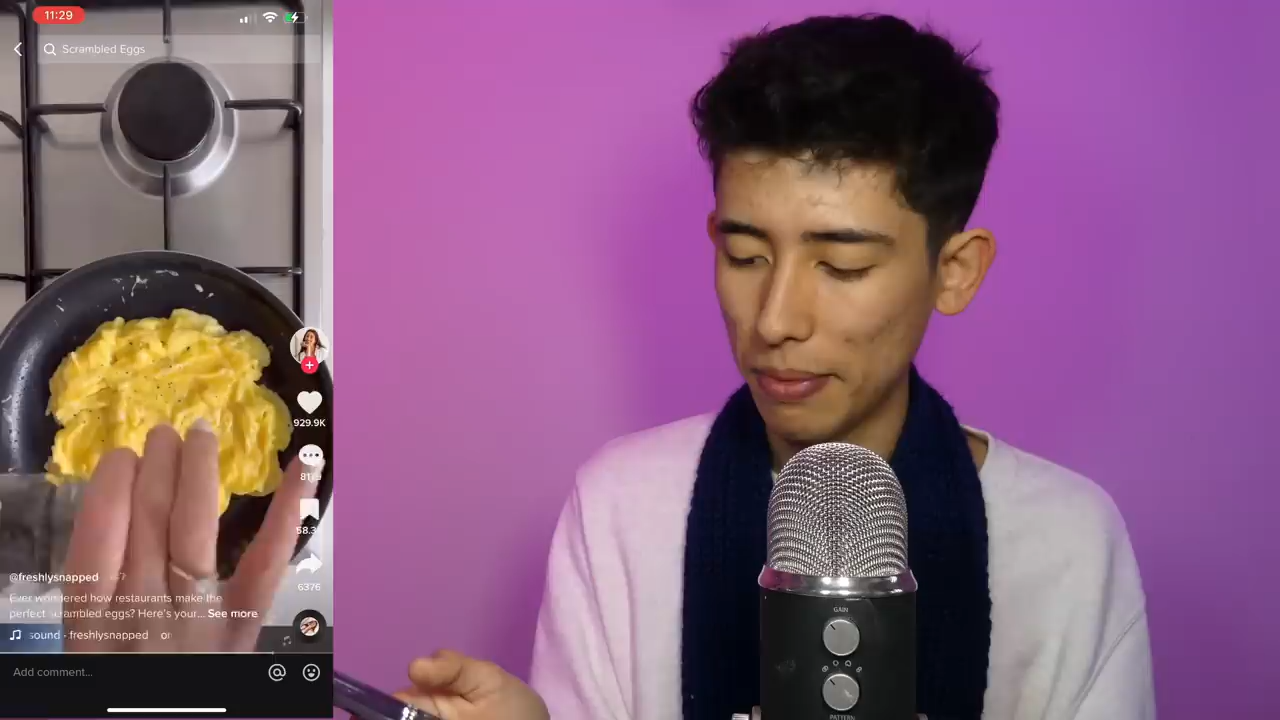 11:29
Scrambled Eggs
929.9K
6376
@freshlysnapped
Ever wondered how restaurants make the
perfect scrambled eggs? Here's your... See more
sound - freshlysnapped
Add comment...
GAIN
PATTERN